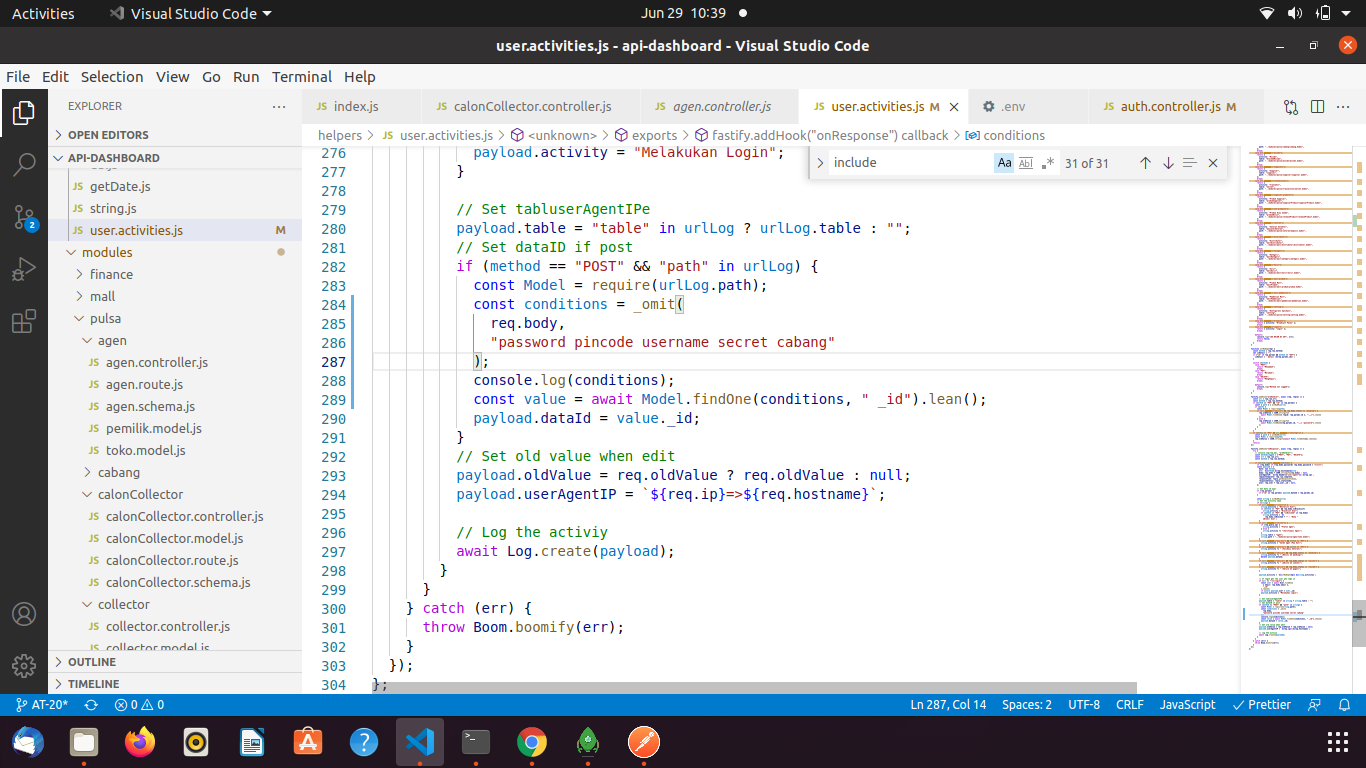 Activities
Visual Studio Code
Jun 29 10:39
user.activities.js - api-dashboard - Visual Studio Code
File Edit Selection View Go Run Terminal Help
EXPLORER
JS index.js
JS calonCollector.controller.js
JS agen.controller.js
JS user.activities.js M
.env
JS auth.controller.js M
OPEN EDITORS
API-DASHBOARD
JS getDate.js
JS string.js
JS user.activities.js M
modules
finance
mall
pulsa
agen
JS agen.controller.js
JS agen.route.js
JS agen.schema.js
JS pemilik.model.js
JS toko.model.js
cabang
calonCollector
JS calonCollector.controller.js
JS calonCollector.model.js
JS calonCollector.route.js
JS calonCollector.schema.js
collector
JS collector.controller.js
JS collector.model.js
OUTLINE
TIMELINE
2
helpers > JS user.activities.js > <unknown> > exports > fastify.addHook("onResponse") callback > conditions
include
Aa Abl .*
31 of 31
276 payload.activity = "Melakukan Login";
277 }
278
279 // Set tabluserAgentIPe
280 payload.table = "table" in urlLog ? urlLog.table : "";
281 // Set dataID if post
282 if (method == "POST" && "path" in urlLog) {
283 const Model = require(urlLog.path);
284 const conditions = _omit(
285 req.body,
286 "password pincode username secret cabang"
287 );
288 console.log(conditions);
289 const value = await Model.findOne(conditions, " _id").lean();
290 payload.dataId = value._id;
291 }
292 // Set old value when edit
293 payload.oldValue = req.oldValue ? req.oldValue : null;
294 payload.userAgentIP = `${req.ip}=>${req.hostname}`;
295
296 // Log the activiy
297 await Log.create(payload);
298 }
299 }
300 } catch (err) {
301 throw Boom.boomify(err);
302 }
303 });
304 };
AT-20*
0 0
Ln 287, Col 14
Spaces: 2
UTF-8
CRLF
JavaScript
Prettier